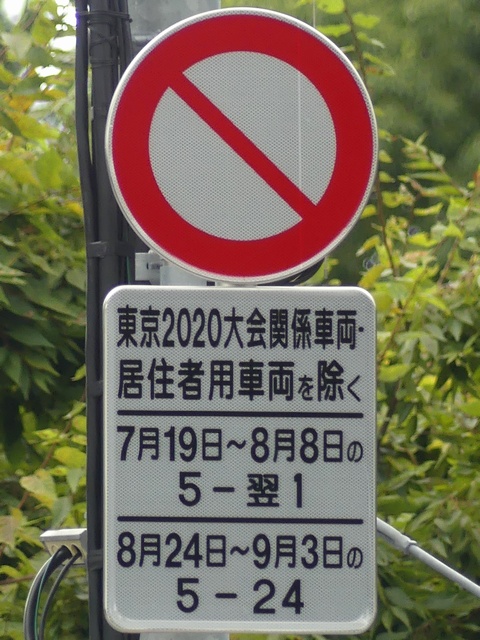 東京2020大会関係車両・
居住者用車両を除く
7月19日～8月8日の
5－翌1
8月24日～9月3日の
5－24